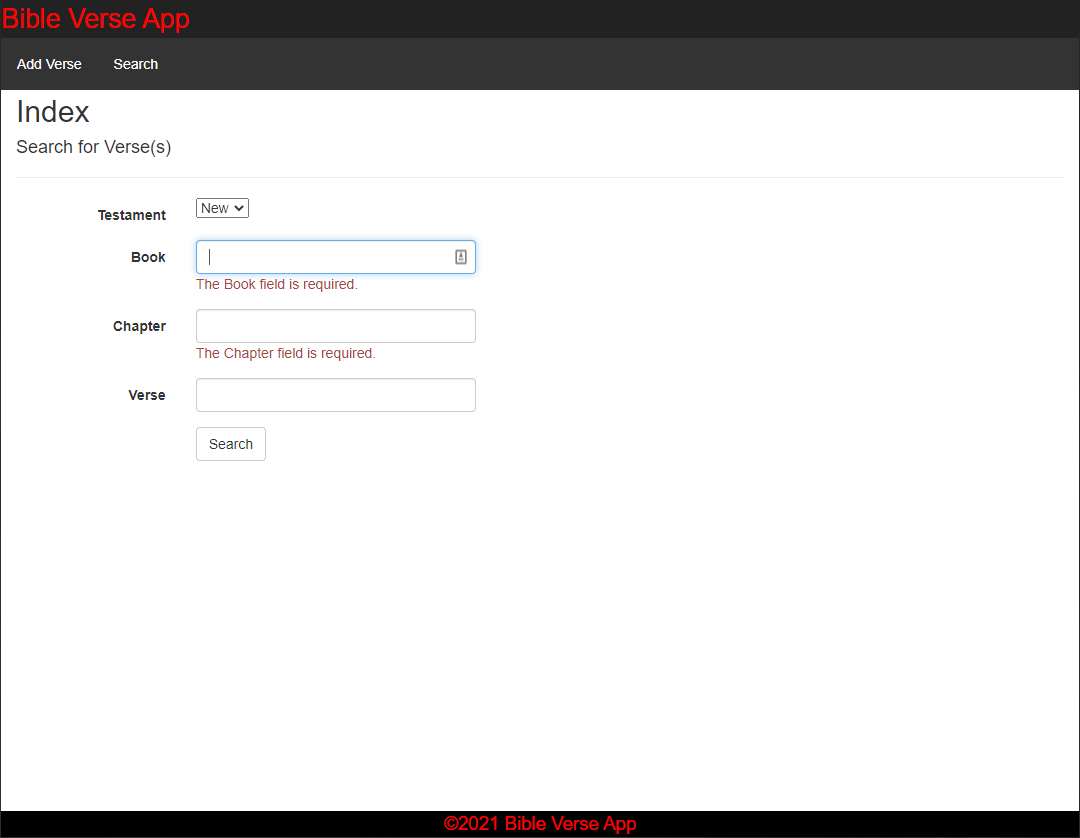 Bible Verse App
Add Verse Search
Index
Search for Verse(s)
Testament New
Book
The Book field is required.
Chapter
The Chapter field is required.
Verse
Search
©2021 Bible Verse App